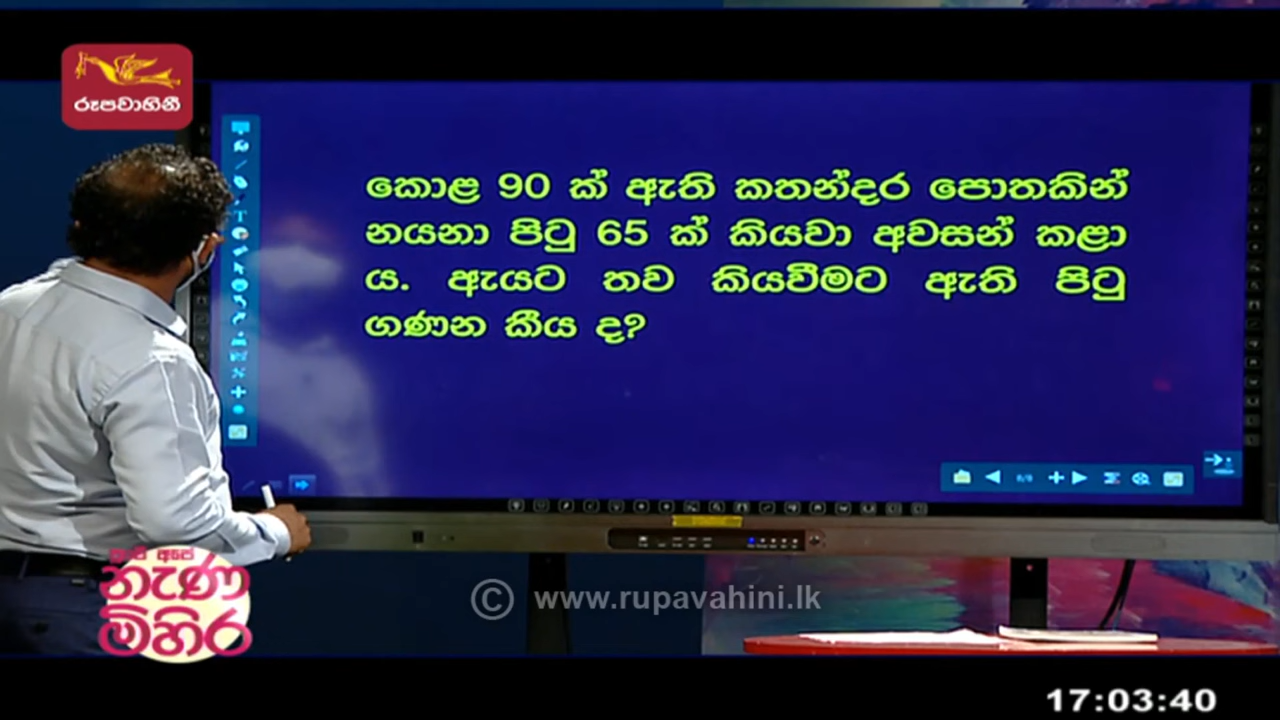 රූපවාහිනී
කොළ 90 ක් ඇති කතන්දර පොතකින්
නයනා පිටු 65 ක් කියවා අවසන් කළා
ය. ඇයට තව කියවීමට ඇති පිටු
ගණන කීය ද?
අපේ
නැණ
මිහිර
© www.rupavahini.lk
17:03:40